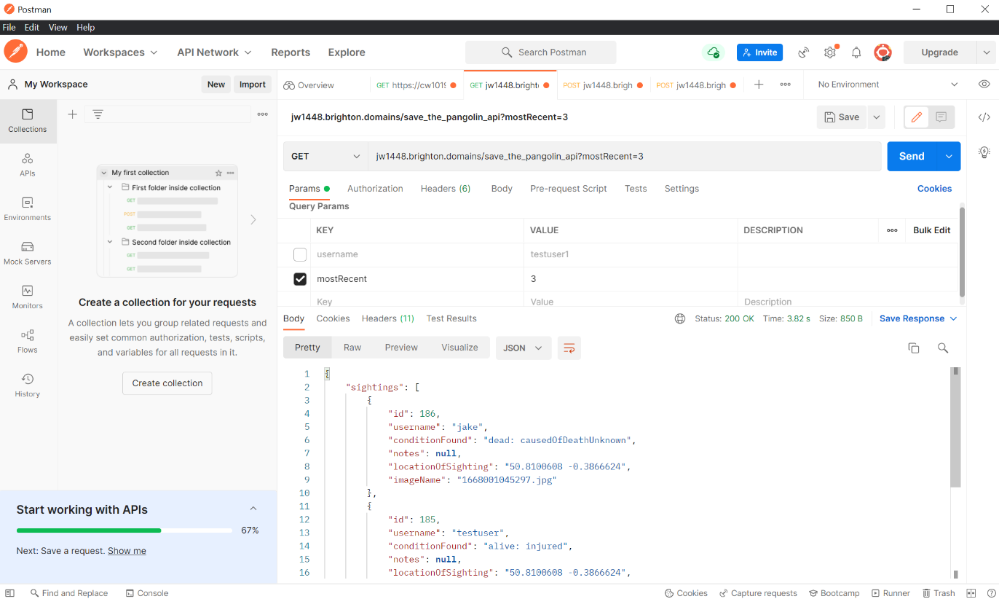 Postman
File Edit View Help
Home Workspaces API Network Reports Explore Search Postman Invite Upgrade
My Workspace New Import
Overview GET https://cw1019 GET jw1448.brighto POST jw1448.brigh POST jw1448.brigh No Environment
jw1448.brighton.domains/save_the_pangolin_api?mostRecent=3 Save
GET jw1448.brighton.domains/save_the_pangolin_api?mostRecent=3 Send
Params Authorization Headers (6) Body Pre-request Script Tests Settings Cookies
Query Params
KEY VALUE DESCRIPTION Bulk Edit
username testuser1
mostRecent 3
Key Value Description
Collections
APIs
Environments
Mock Servers
Monitors
Flows
History
My first collection
First folder inside collection
GET
POST
GET
Second folder inside collection
GET
GET
Create a collection for your requests
A collection lets you group related requests and
easily set common authorization, tests, scripts,
and variables for all requests in it.
Create collection
Start working with APIs
67%
Next: Save a request. Show me
Body Cookies Headers (11) Test Results Status: 200 OK Time: 3.82 s Size: 850 B Save Response
Pretty Raw Preview Visualize JSON
1 {
2 "sightings": [
3 {
4 "id": 186,
5 "username": "jake",
6 "conditionFound": "dead: causedOfDeathUnknown",
7 "notes": null,
8 "locationOfSighting": "50.8100608 -0.3866624",
9 "imageName": "1668001045297.jpg"
10 },
11 {
12 "id": 185,
13 "username": "testuser",
14 "conditionFound": "alive: injured",
15 "notes": null,
16 "locationOfSighting": "50.8100608 -0.3866624",
Find and Replace Console Cookies Capture requests Bootcamp Runner Trash